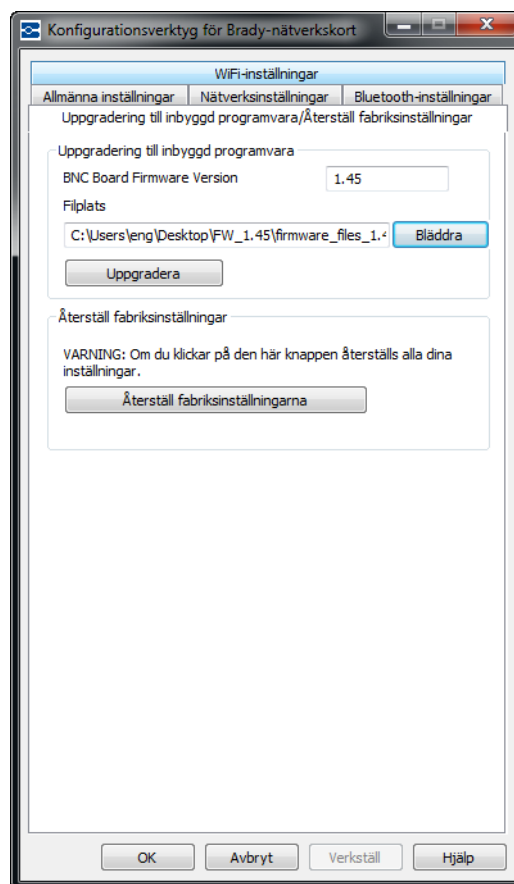 Konfigurationsverktyg för Brady-nätverkskort
WiFi-inställningar
Allmänna inställningar Nätverksinställningar Bluetooth-inställningar
Uppgradering till inbyggd programvara/Återställ fabriksinställningar
Uppgradering till inbyggd programvara
BNC Board Firmware Version 1.45
Filplats
C:\Users\eng\Desktop\FW_1.45\firmware_files_1.4 Bläddra
Uppgradera
Återställ fabriksinställningar
VARNING: Om du klickar på den här knappen återställs alla dina
inställningar.
Återställ fabriksinställningarna
OK Avbryt Verkställ Hjälp